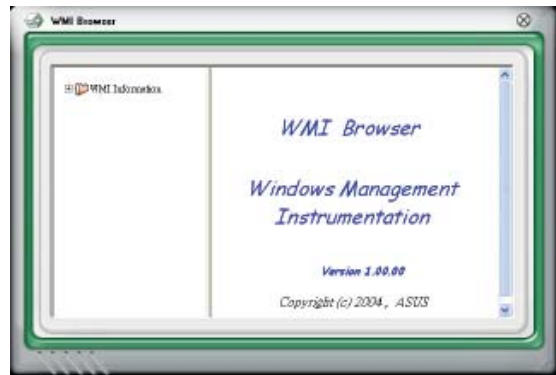 WMI Browser
WMI Information
WMI Browser
Windows Management
Instrumentation
Version 1.00.00
Copyright (c) 2004, ASUS